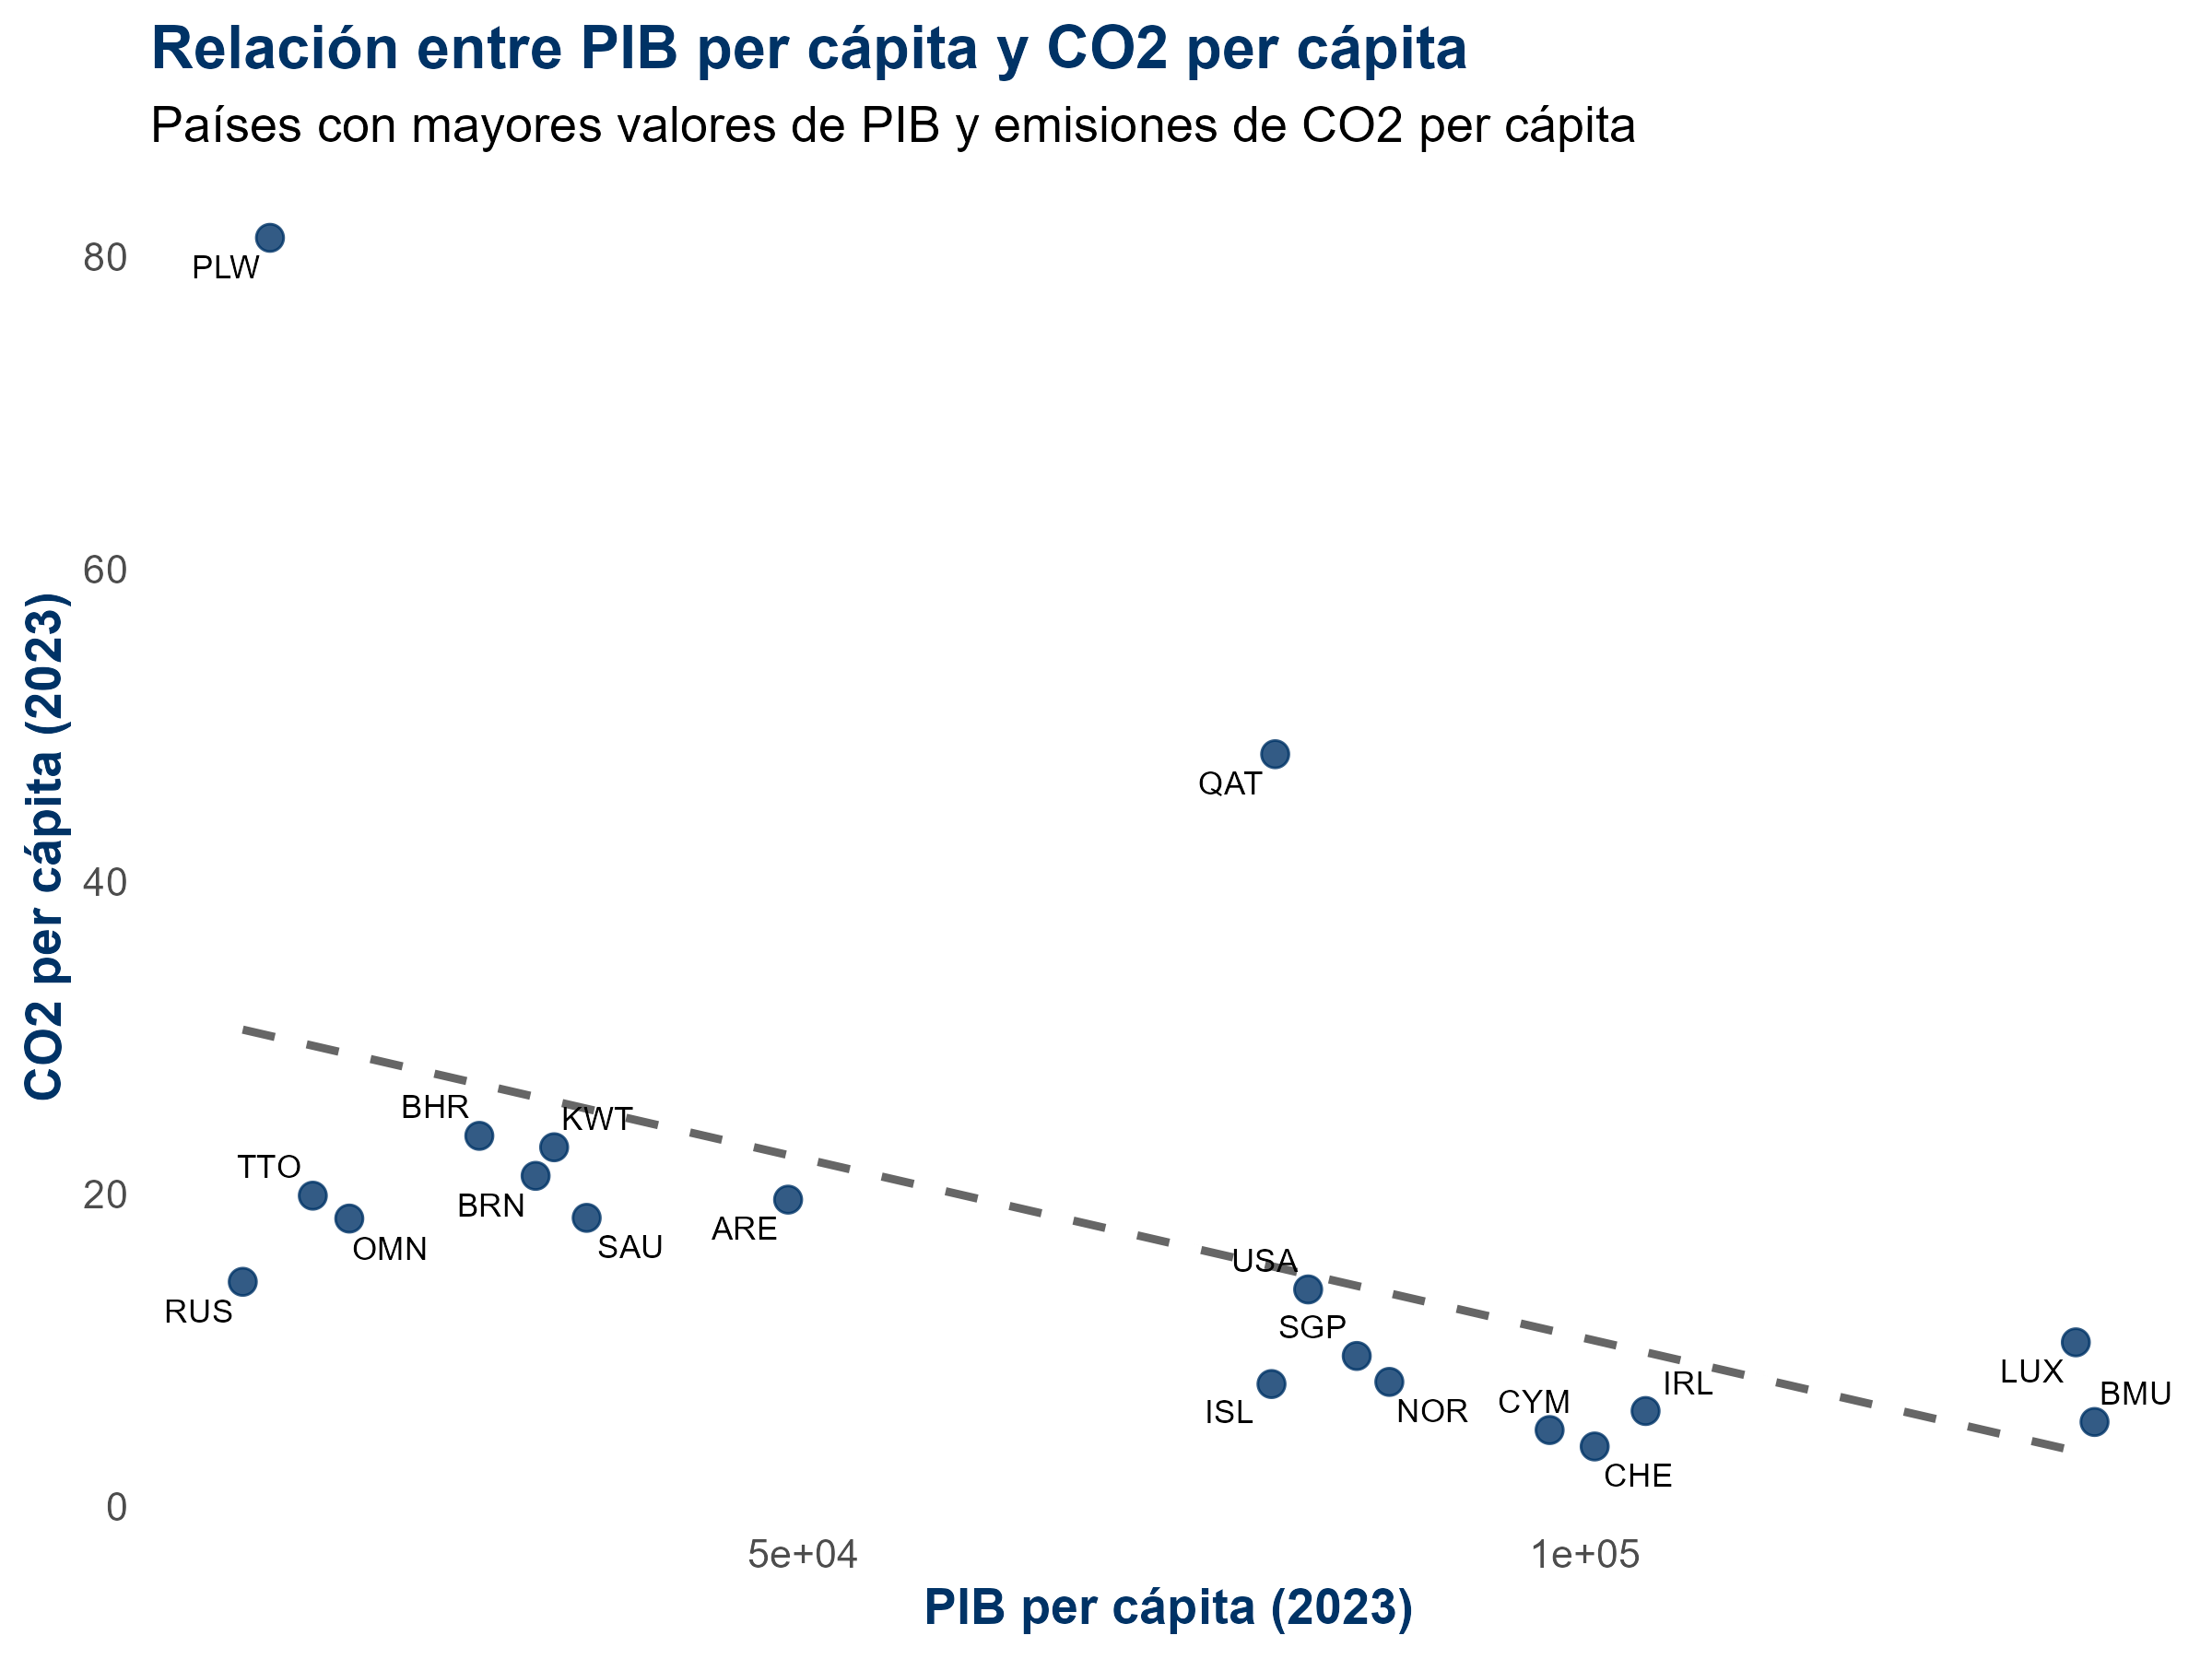 Relación entre PIB per cápita y CO2 per cápita
Países con mayores valores de PIB y emisiones de CO2 per cápita
CO2 per cápita (2023)
80
60
40
20
0
PLW
QAT
BHR
KWT
TTO
BRN
OMN
SAU
ARE
RUS
USA
SGP
ISL
NOR
CYM
IRL
CHE
LUX
BMU
5e+04
1e+05
PIB per cápita (2023)